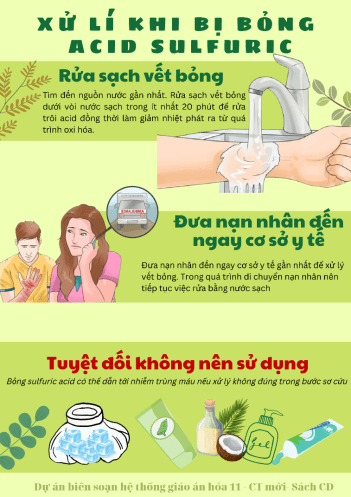 XỬ LÍ KHI BỊ BỎNG
ACID SULFURIC
Rửa sạch vết bỏng
Tìm đến nguồn nước gần nhất. Rửa sạch vết bỏng
dưới vòi nước sạch trong ít nhất 20 phút để rửa
trôi acid đồng thời làm giảm nhiệt phát ra từ quá
trình oxi hóa.
AMBULANCE
Đưa nạn nhân đến
ngay cơ sở y tế
Đưa nạn nhân đến ngay cơ sở y tế gần nhất để xử lý
vết bỏng. Trong quá trình di chuyển nạn nhân nên
tiếp tục việc rửa bằng nước sạch
Tuyệt đối không nên sử dụng
Bỏng sulfuric acid có thể dẫn tới nhiễm trùng máu nếu xử lý không đúng trong bước sơ cứu
gel
Dự án biên soạn hệ thống giáo án hóa 11 - CT mới -Sách CD